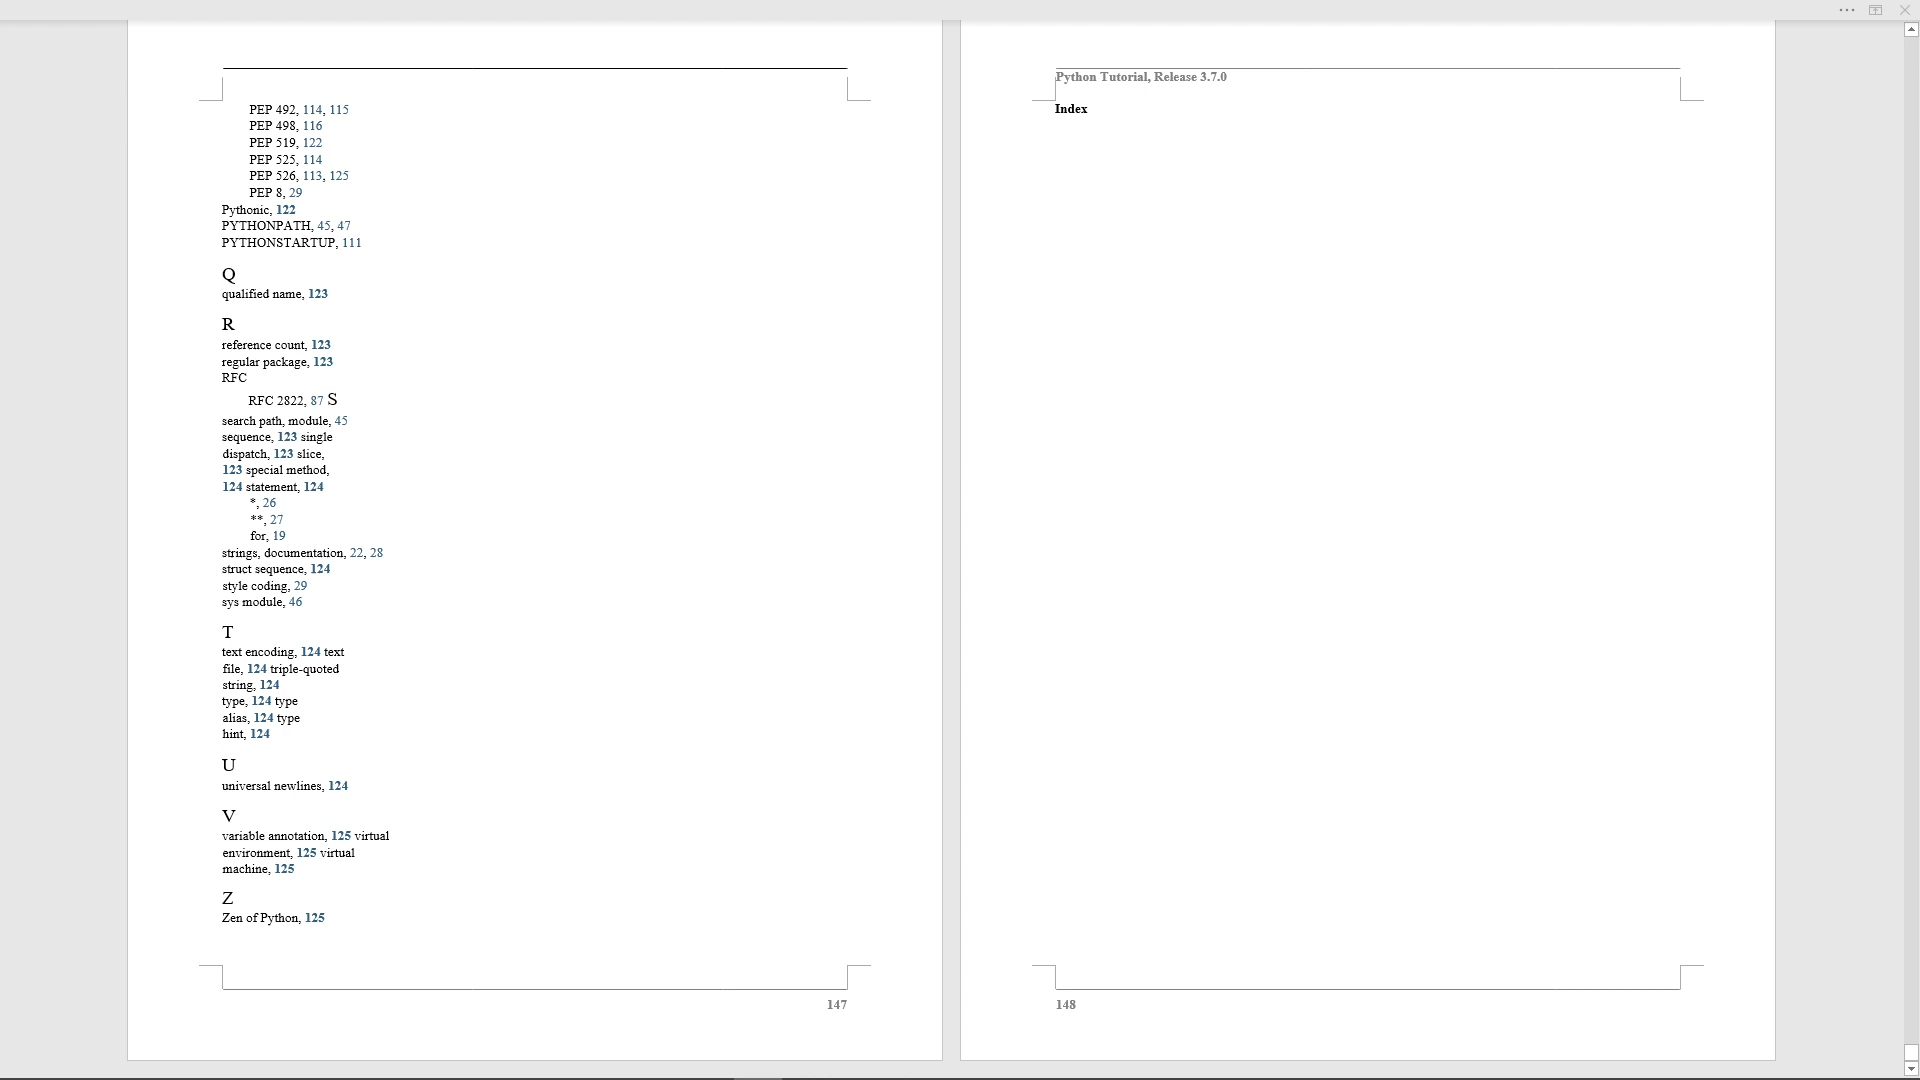 PEP 492, 114, 115
PEP 498, 116
PEP 519, 122
PEP 525, 114
PEP 526, 113, 125
PEP 8, 29
Pythonic, 122
PYTHONPATH, 45, 47
PYTHONSTARTUP, 111
Q
qualified name, 123
R
reference count, 123
regular package, 123
RFC
RFC 2822, 87 S
search path, module, 45
sequence, 123 single
dispatch, 123 slice,
123 special method,
124 statement, 124
*, 26
**, 27
for, 19
strings, documentation, 22, 28
struct sequence, 124
style coding, 29
sys module, 46
T
text encoding, 124 text
file, 124 triple-quoted
string, 124
type, 124 type
alias, 124 type
hint, 124
U
universal newlines, 124
V
variable annotation, 125 virtual
environment, 125 virtual
machine, 125
Z
Zen of Python, 125
147
Python Tutorial, Release 3.7.0
Index
148